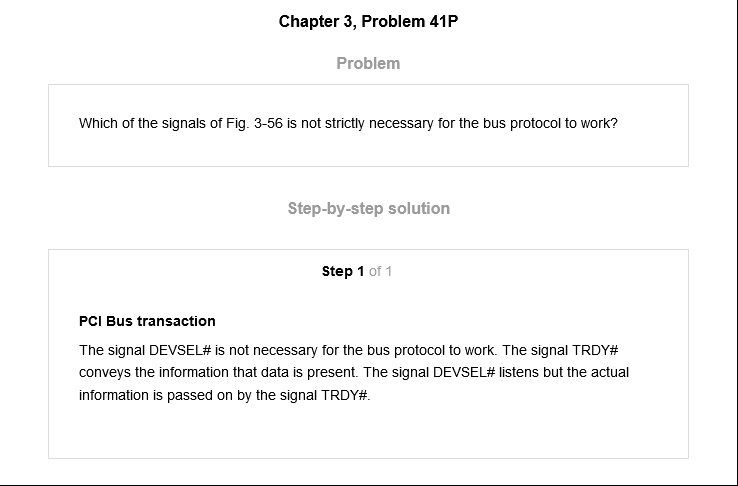 Chapter 3, Problem 41P
Problem
Which of the signals of Fig. 3-56 is not strictly necessary for the bus protocol to work?
Step-by-step solution
Step 1 of 1
PCI Bus transaction
The signal DEVSEL# is not necessary for the bus protocol to work. The signal TRDY#
conveys the information that data is present. The signal DEVSEL# listens but the actual
information is passed on by the signal TRDY#.